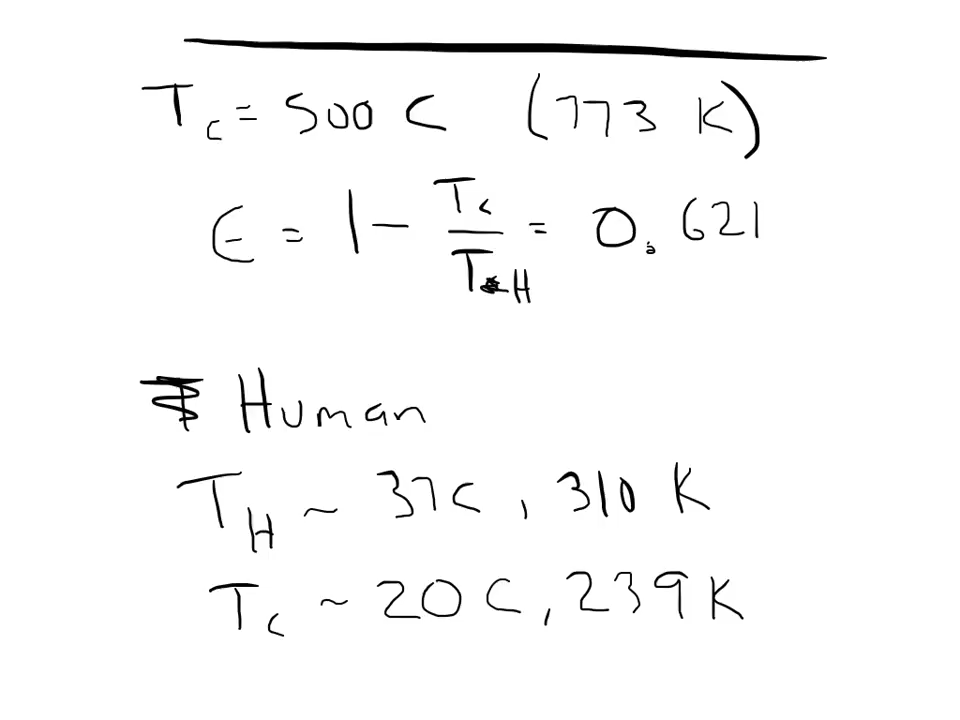 T_C = 500 C (773 K)
ε = 1 - T_C/T_H = 0.621
Human
T_H ~ 37C, 310 K
T_C ~ 20 C, 239 K